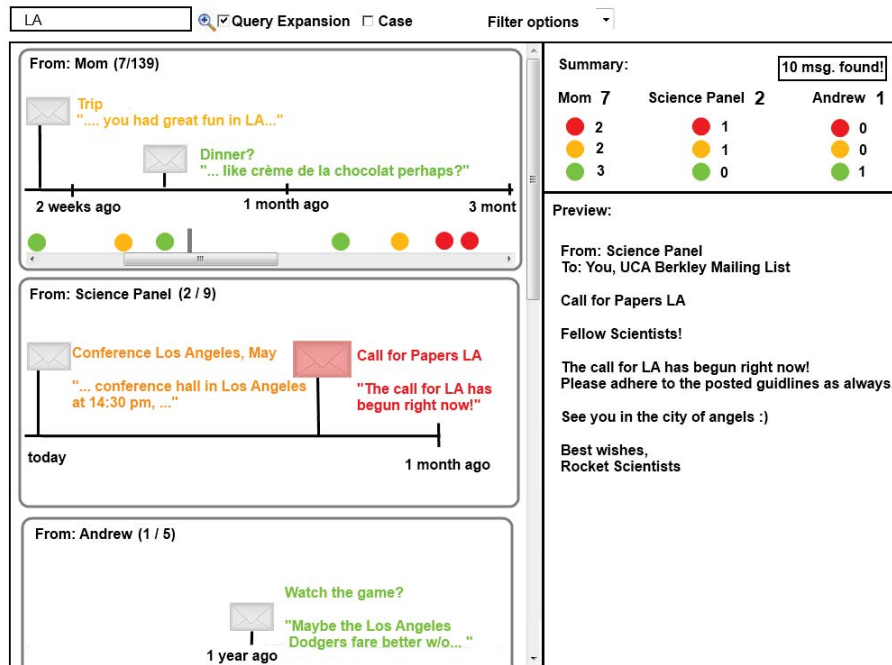 LA
Query Expansion
Case
Filter options
From: Mom (7/139)
Trip
".... you had great fun in LA..."
Dinner?
"... like crème de la chocolat perhaps?"
2 weeks ago
1 month ago
3 mont
From: Science Panel (2 / 9)
Conference Los Angeles, May
"... conference hall in Los Angeles
at 14:30 pm, ..."
Call for Papers LA
"The call for LA has
begun right now!"
today
1 month ago
From: Andrew (1 / 5)
Watch the game?
"Maybe the Los Angeles
Dodgers fare better w/o... "
1 year ago
Summary:
10 msg. found!
Mom 7
Science Panel 2
Andrew 1
2 1 0
2 1 0
3 0 1
Preview:
From: Science Panel
To: You, UCA Berkley Mailing List
Call for Papers LA
Fellow Scientists!
The call for LA has begun right now!
Please adhere to the posted guidlines as always.
See you in the city of angels :)
Best wishes,
Rocket Scientists